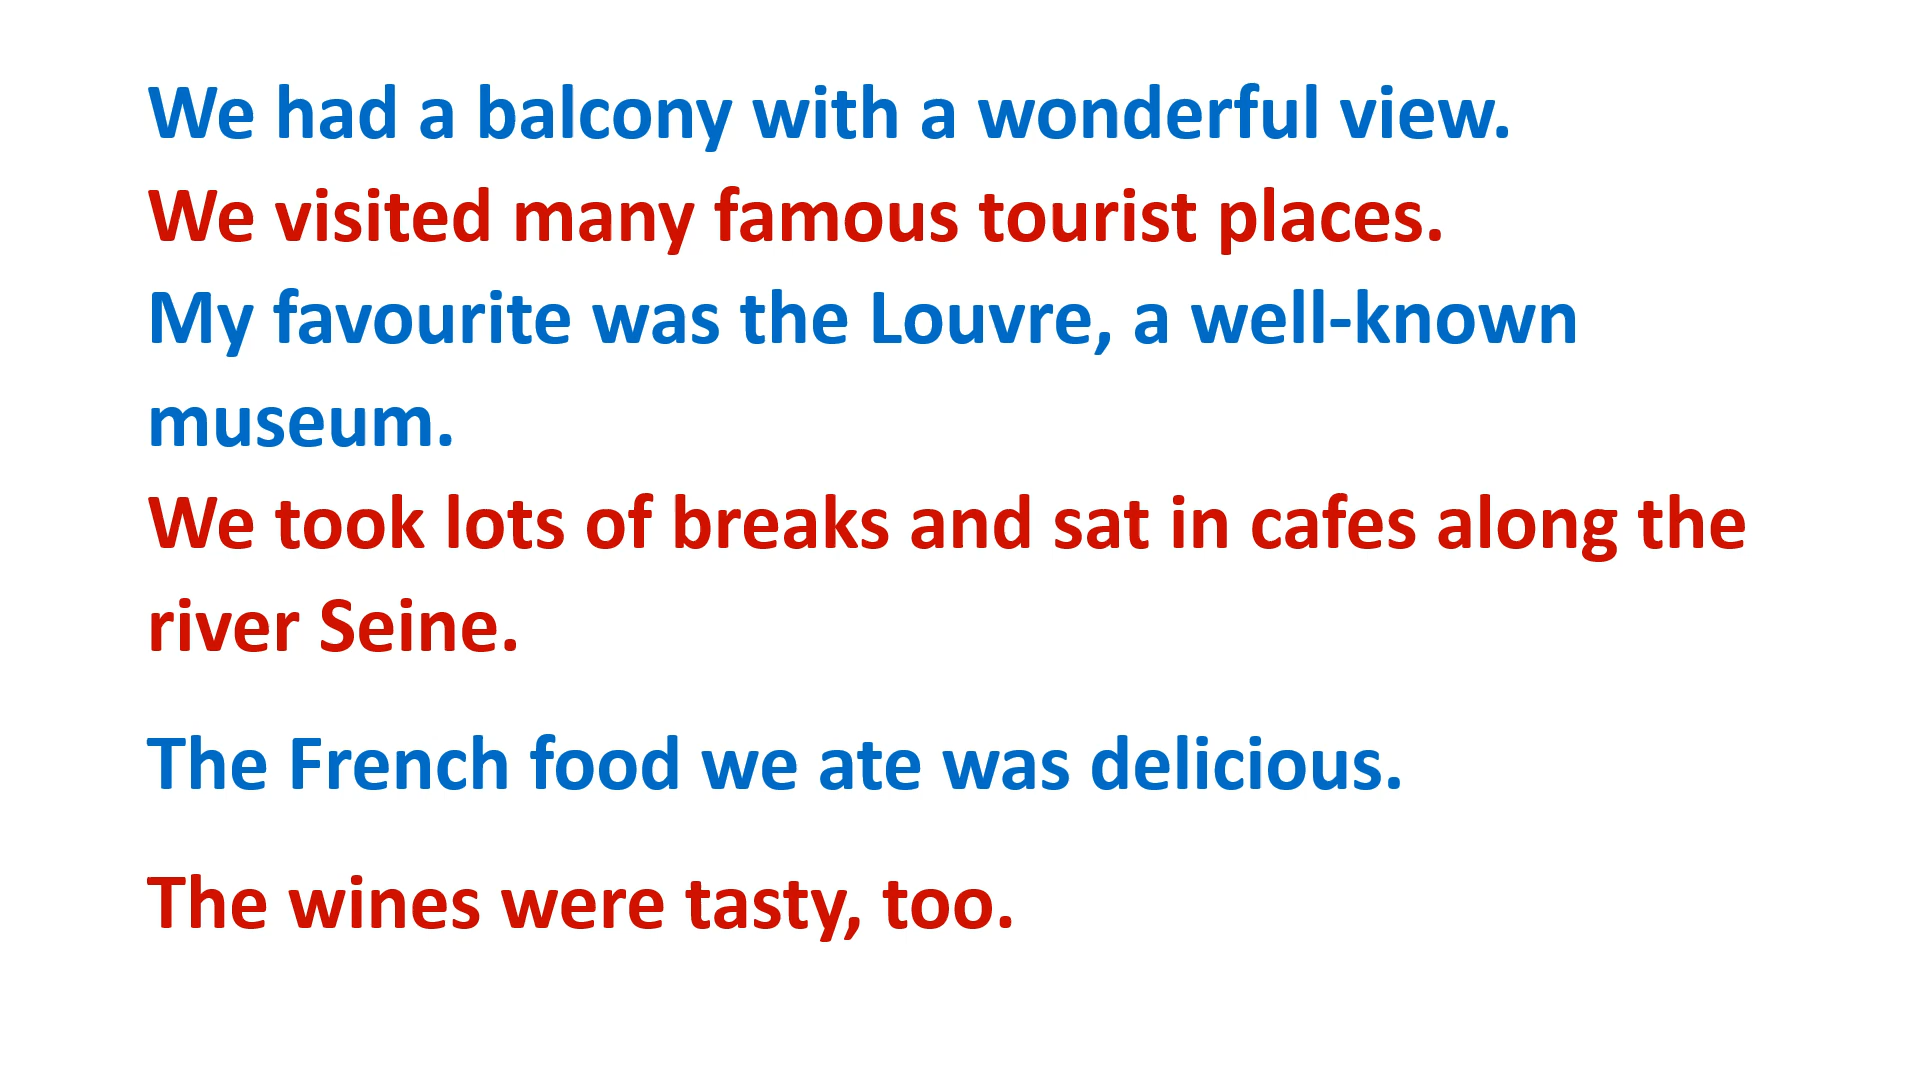 We had a balcony with a wonderful view.
We visited many famous tourist places.
My favourite was the Louvre, a well-known
museum.
We took lots of breaks and sat in cafes along the
river Seine.
The French food we ate was delicious.
The wines were tasty, too.